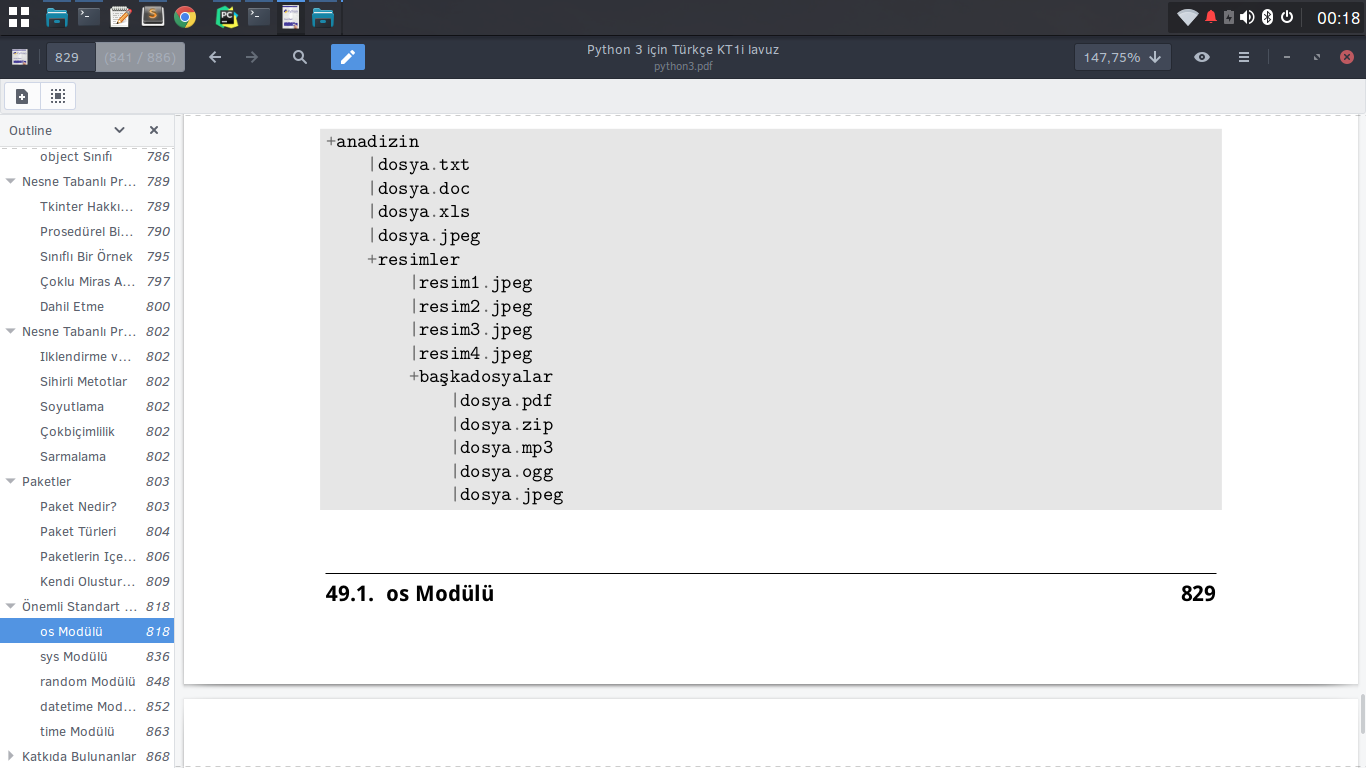 00:18
829
(841 / 886)
Python 3 için Türkçe KT1i lavuz
python3.pdf
147,75%
Outline
object Sınıfı 786
Nesne Tabanlı Pr... 789
Tkinter Hakkı... 789
Prosedürel Bi... 790
Sınıflı Bir Örnek 795
Çoklu Miras A... 797
Dahil Etme 800
Nesne Tabanlı Pr... 802
Ilklendirme v... 802
Sihirli Metotlar 802
Soyutlama 802
Çokbiçimlilik 802
Sarmalama 802
Paketler 803
Paket Nedir? 803
Paket Türleri 804
Paketlerin Içe... 806
Kendi Olustur... 809
Önemli Standart ... 818
os Modülü 818
sys Modülü 836
random Modülü 848
datetime Mod... 852
time Modülü 863
Katkıda Bulunanlar 868
+anadizin
|dosya.txt
|dosya.doc
|dosya.xls
|dosya.jpeg
+resimler
|resim1.jpeg
|resim2.jpeg
|resim3.jpeg
|resim4.jpeg
+başkadosyalar
|dosya.pdf
|dosya.zip
|dosya.mp3
|dosya.ogg
|dosya.jpeg
49.1. os Modülü 829